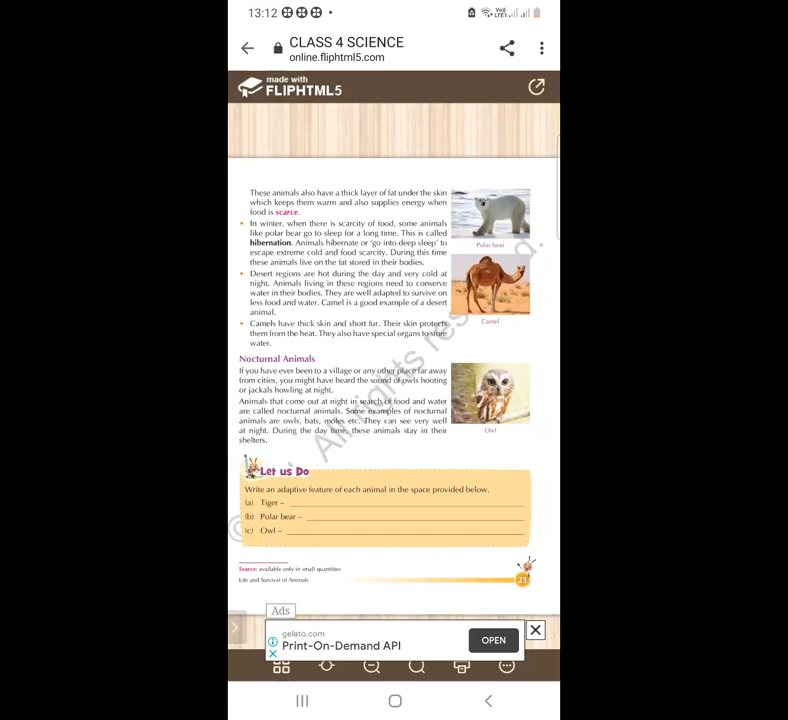 13:12
Vo)) LTE1
CLASS 4 SCIENCE
online.fliphtml5.com
made with
FLIPHTML5
These animals also have a thick layer of fat under the skin
which keeps them warm and also supplies energy when
food is scarce.
• In winter, when there is scarcity of food, some animals
like polar bear go to sleep for a long time. This is called
hibernation. Animals hibernate or 'go into deep sleep' to
escape extreme cold and food scarcity. During this time
these animals live on the fat stored in their bodies.
• Desert regions are hot during the day and very cold at
night. Animals living in these regions need to conserve
water in their bodies. They are well adapted to survive on
less food and water. Camel is a good example of a desert
animal.
• Camels have thick skin and short fur. Their skin protects
them from the heat. They also have special organs to store
water.
Polar bear
Camel
Nocturnal Animals
If you have ever been to a village or any other place far away
from cities, you might have heard the sound of owls hooting
or jackals howling at night.
Animals that come out at night in search of food and water
are called nocturnal animals. Some examples of nocturnal
animals are owls, bats, moles etc. They can see very well
at night. During the day time, these animals stay in their
shelters.
Owl
All rights
Let us Do
Write an adaptive feature of each animal in the space provided below.
(a) Tiger –
(b) Polar bear –
(c) Owl –
Scarce: available only in small quantities
Life and Survival of Animals
23
Ads
gelato.com
Print-On-Demand API
OPEN